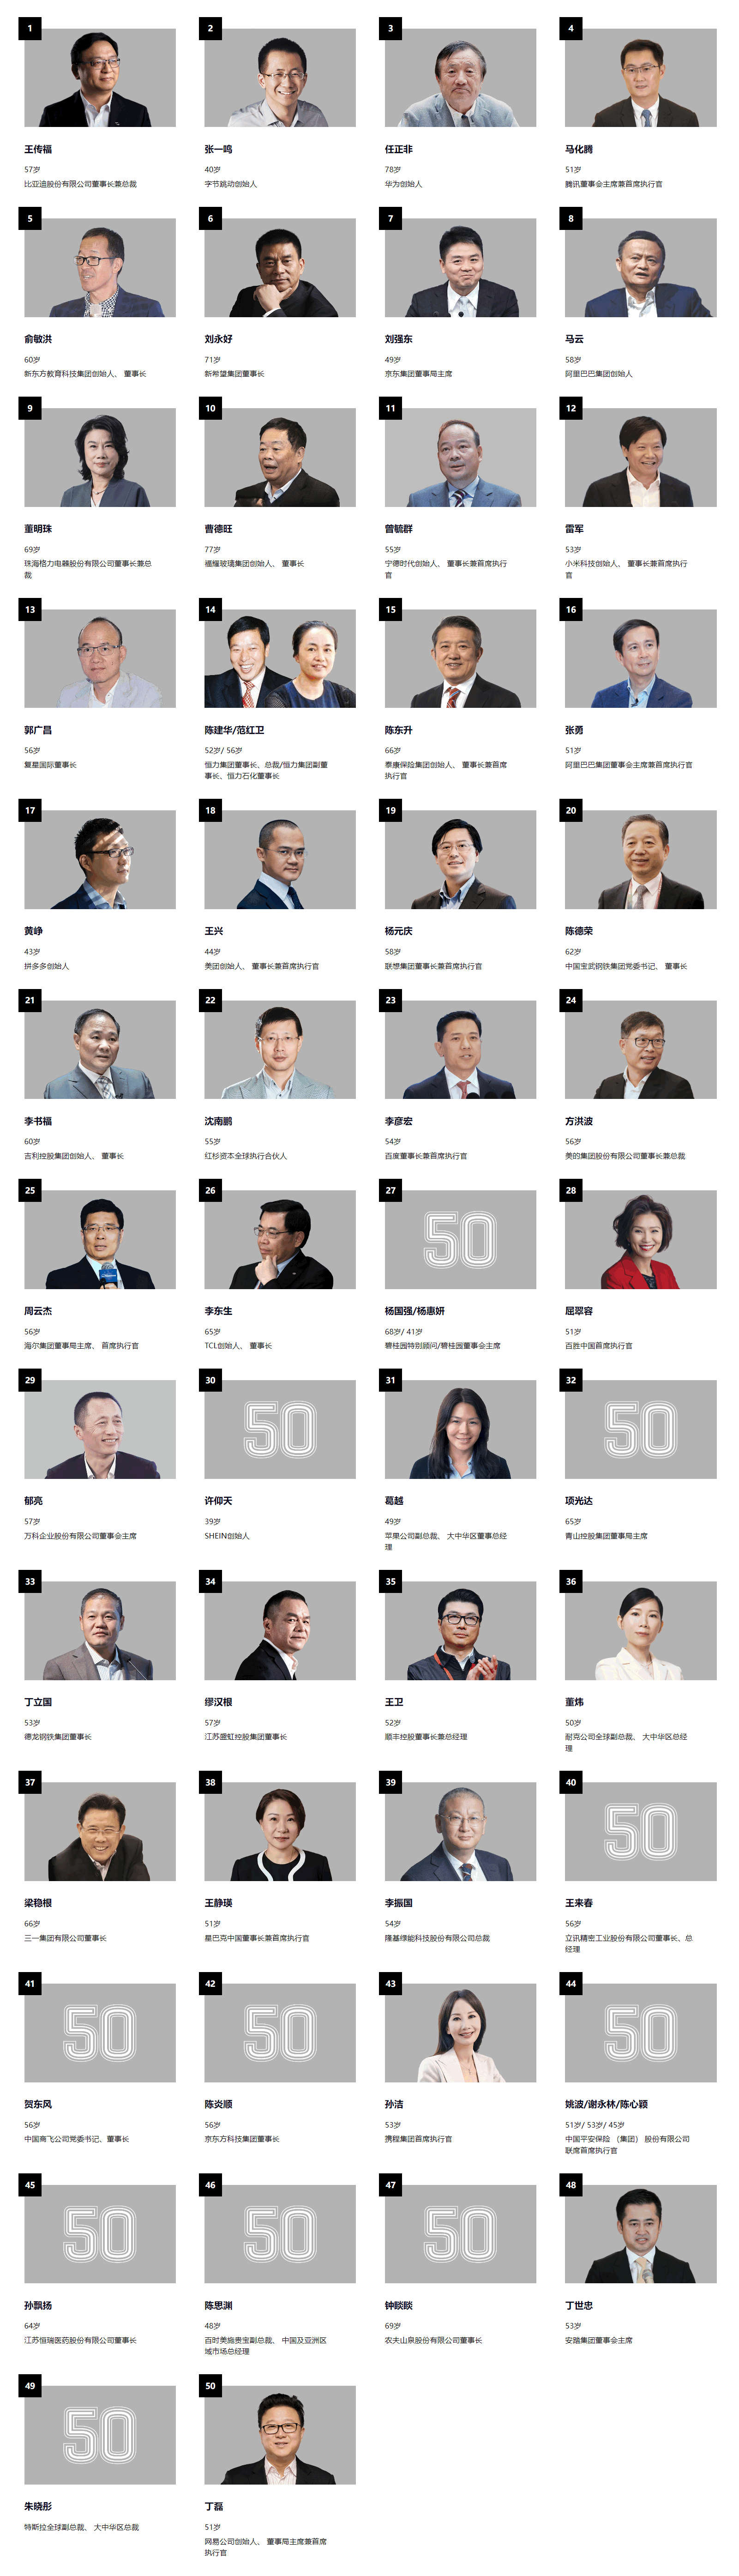 1
王传福
57岁
比亚迪股份有限公司董事长兼总裁
2
张一鸣
40岁
字节跳动创始人
3
任正非
78岁
华为创始人
4
马化腾
51岁
腾讯董事会主席兼首席执行官
5
俞敏洪
60岁
新东方教育科技集团创始人、 董事长
6
刘永好
71岁
新希望集团董事长
7
刘强东
49岁
京东集团董事局主席
8
马云
58岁
阿里巴巴集团创始人
9
董明珠
69岁
珠海格力电器股份有限公司董事长兼总
裁
10
曹德旺
77岁
福耀玻璃集团创始人、 董事长
11
曾毓群
55岁
宁德时代创始人、 董事长兼首席执行
官
12
雷军
53岁
小米科技创始人、 董事长兼首席执行
官
13
郭广昌
56岁
复星国际董事长
14
陈建华/范红卫
52岁/ 56岁
恒力集团董事长、总裁/恒力集团副董
事长、恒力石化董事长
15
陈东升
66岁
泰康保险集团创始人、 董事长兼首席
执行官
16
张勇
51岁
阿里巴巴集团董事会主席兼首席执行官
17
黄峥
43岁
拼多多创始人
18
王兴
44岁
美团创始人、 董事长兼首席执行官
19
杨元庆
58岁
联想集团董事长兼首席执行官
20
陈德荣
62岁
中国宝武钢铁集团党委书记、 董事长
21
李书福
60岁
吉利控股集团创始人、 董事长
22
沈南鹏
55岁
红杉资本全球执行合伙人
23
李彦宏
54岁
百度董事长兼首席执行官
24
方洪波
56岁
美的集团股份有限公司董事长兼总裁
25
周云杰
56岁
海尔集团董事局主席、 首席执行官
26
李东生
65岁
TCL创始人、 董事长
27
50
杨国强/杨惠妍
68岁/ 41岁
碧桂园特别顾问/碧桂园董事会主席
28
屈翠容
51岁
百胜中国首席执行官
29
郁亮
57岁
万科企业股份有限公司董事会主席
30
50
许仰天
39岁
SHEIN创始人
31
葛越
49岁
苹果公司副总裁、 大中华区董事总经
理
32
50
项光达
65岁
青山控股集团董事局主席
33
丁立国
53岁
德龙钢铁集团董事长
34
缪汉根
57岁
江苏盛虹控股集团董事长
35
王卫
52岁
顺丰控股董事长兼总经理
36
董炜
50岁
耐克公司全球副总裁、 大中华区总经
理
37
梁稳根
66岁
三一集团有限公司董事长
38
王静瑛
51岁
星巴克中国董事长兼首席执行官
39
李振国
54岁
隆基绿能科技股份有限公司总裁
40
50
王来春
56岁
立讯精密工业股份有限公司董事长、总
经理
41
50
贺东风
56岁
中国商飞公司党委书记、董事长
42
50
陈炎顺
56岁
京东方科技集团董事长
43
孙洁
53岁
携程集团首席执行官
44
50
姚波/谢永林/陈心颖
51岁/ 53岁/ 45岁
中国平安保险 （集团） 股份有限公司
联席首席执行官
45
50
孙飘扬
64岁
江苏恒瑞医药股份有限公司董事长
46
50
陈思渊
48岁
百时美施贵宝副总裁、 中国及亚洲区
域市场总经理
47
50
钟睒睒
69岁
农夫山泉股份有限公司董事长
48
丁世忠
53岁
安踏集团董事会主席
49
50
朱晓彤
特斯拉全球副总裁、 大中华区总裁
50
丁磊
51岁
网易公司创始人、 董事局主席兼首席
执行官